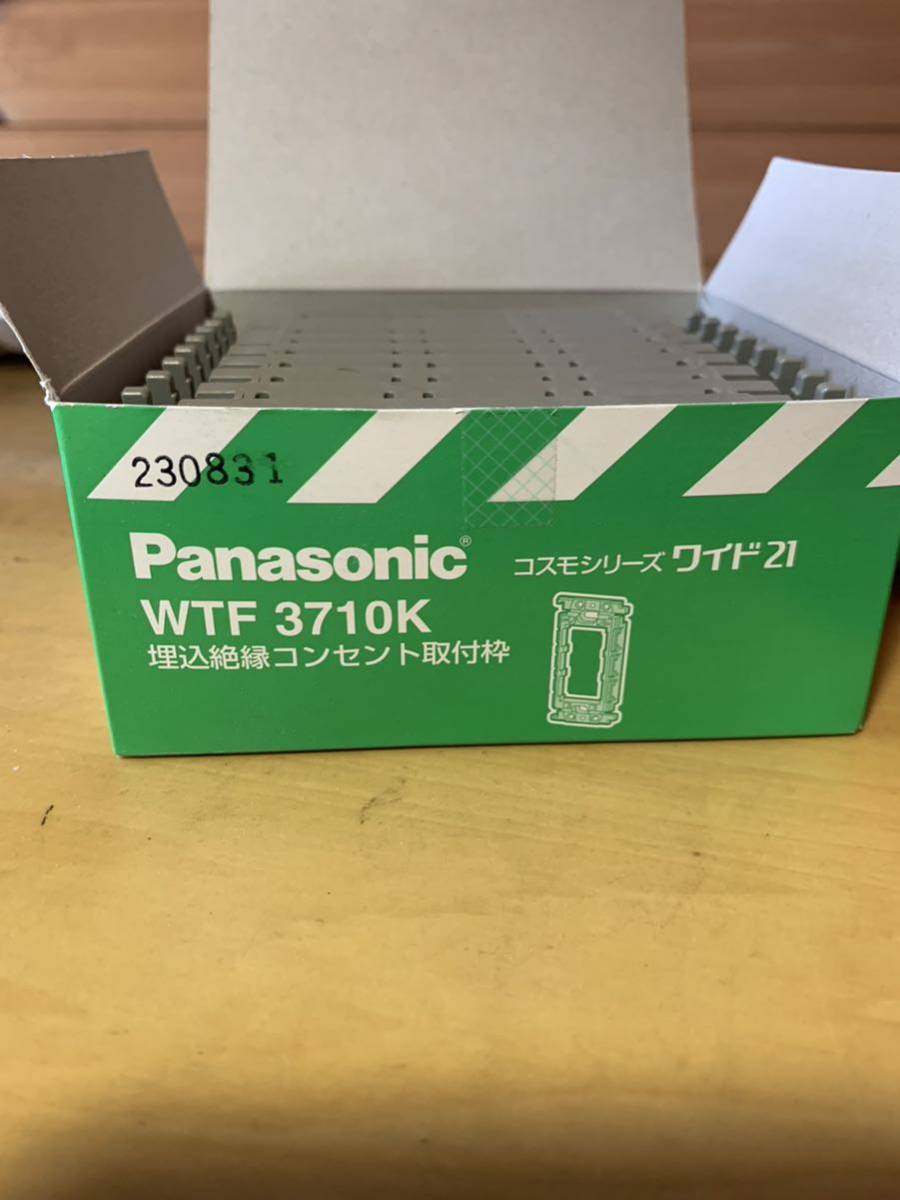 230831
Panasonic®
コスモシリーズ ワイド21
WTF 3710K
埋込絶縁コンセント取付枠